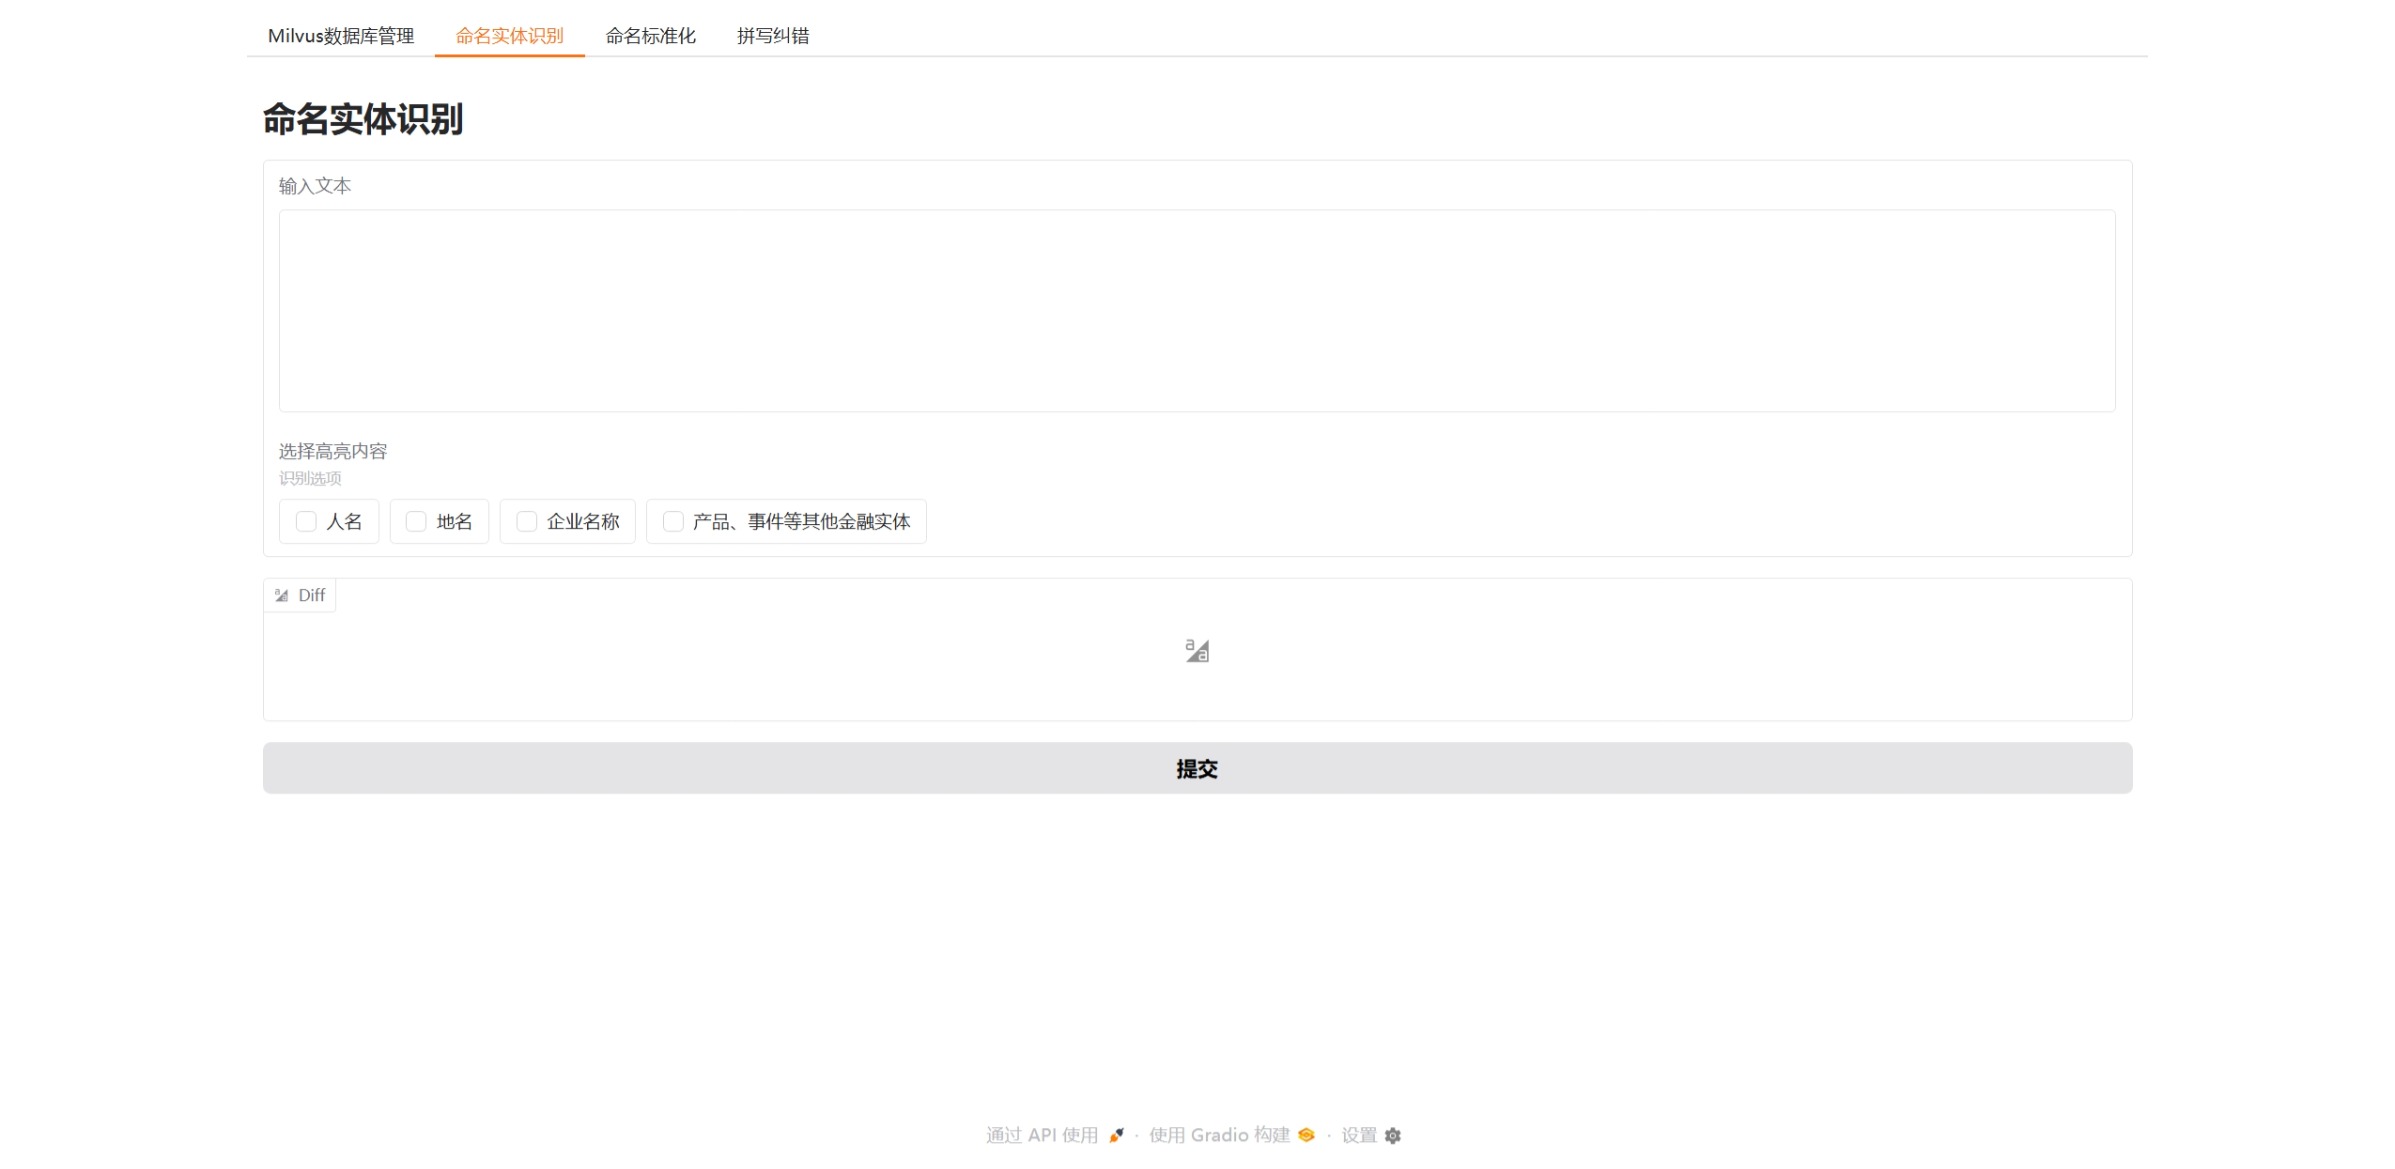 Milvus数据库管理 命名实体识别 命名标准化 拼写纠错
命名实体识别
输入文本
选择高亮内容
识别选项
人名 地名 企业名称 产品、事件等其他金融实体
Diff
提交
通过 API 使用 · 使用 Gradio 构建 · 设置